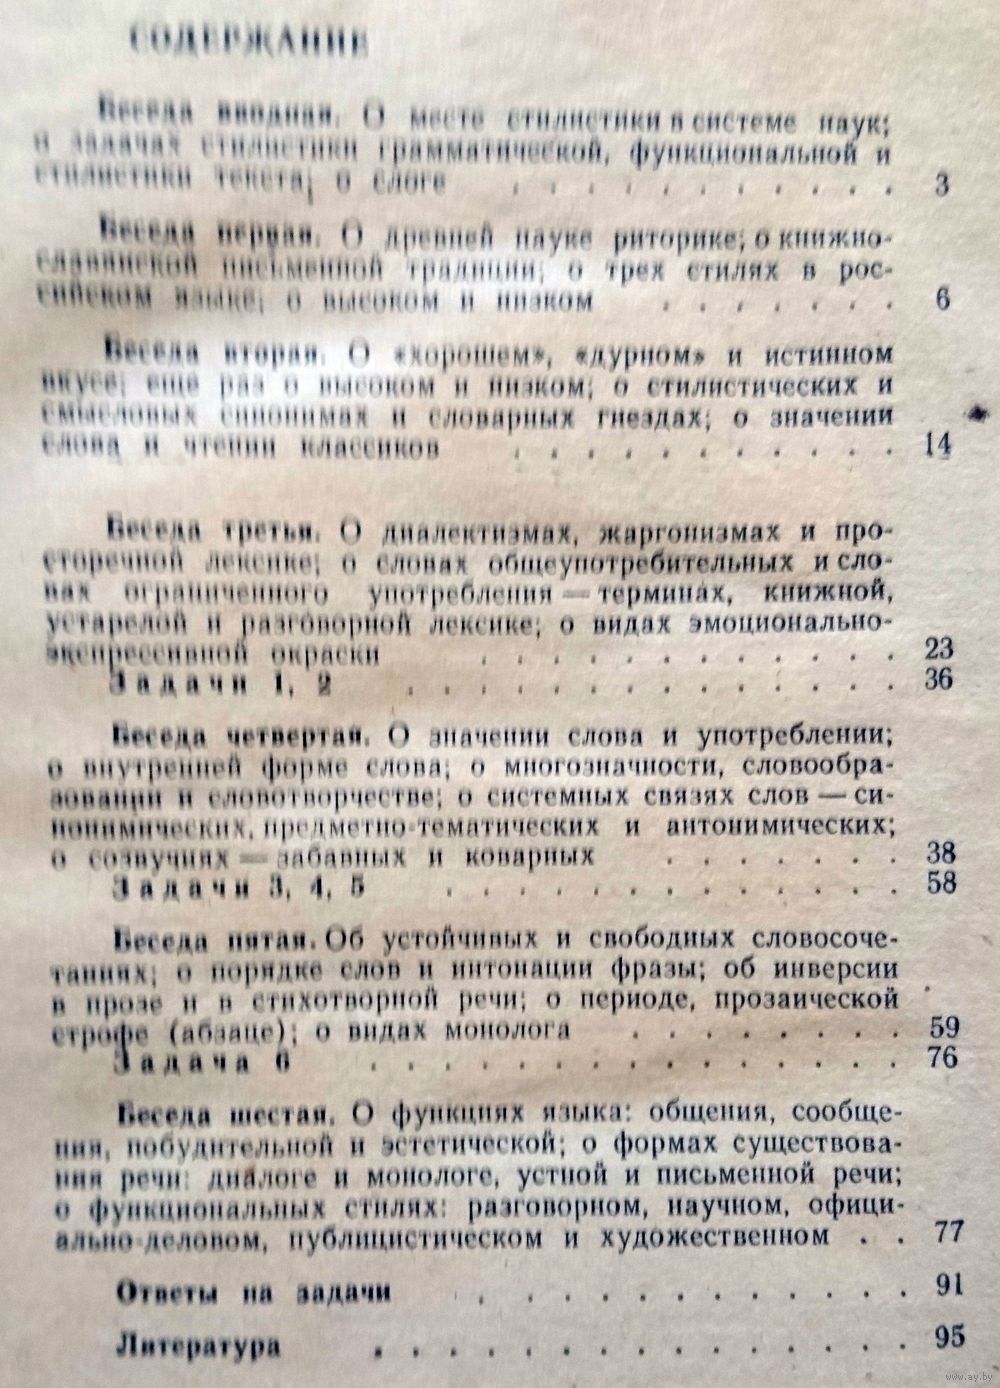 СОДЕРЖАНИЕ
Беседа вводная. О месте стилистики в системе наук;
о задачах стилистики грамматической, функциональной и
стилистики текста; о слоге . . . . . . . . . . . 3
Беседа первая. О древней науке риторике; о книжно-
славянской письменной традиции; о трех стилях в рос-
сийском языке; о высоком и низком . . . . . . . 6
Беседа вторая. О «хорошем», «дурном» и истинном
вкусе; еще раз о высоком и низком; о стилистических и
смысловых синонимах и словарных гнездах; о значении
слова и чтении классиков . . . . . . . . . . . 14
Беседа третья. О диалектизмах, жаргонизмах и про-
сторечной лексике; о словах общеупотребительных и сло-
вах ограниченного употребления — терминах, книжной,
устарелой и разговорной лексике; о видах эмоционально-
экспрессивной окраски . . . . . . . . . . . . 23
Задачи 1, 2 . . . . . . . . . . . . . . 36
Беседа четвертая. О значении слова и употреблении;
о внутренней форме слова; о многозначности, словообра-
зовании и словотворчестве; о системных связях слов — си-
нонимических, предметно-тематических и антонимических;
о созвучиях — забавных и коварных . . . . . . . 38
Задачи 3, 4, 5 . . . . . . . . . . . . . 58
Беседа пятая. Об устойчивых и свободных словосоче-
таниях; о порядке слов и интонации фразы; об инверсии
в прозе и в стихотворной речи; о периоде, прозаической
строфе (абзаце); о видах монолога . . . . . . . . 59
Задача 6 . . . . . . . . . . . . . . . 76
Беседа шестая. О функциях языка: общения, сообще-
ния, побудительной и эстетической; о формах существова-
ния речи: диалоге и монологе, устной и письменной речи;
о функциональных стилях: разговорном, научном, офици-
ально-деловом, публицистическом и художественном . . 77
Ответы на задачи . . . . . . . . . . . . 91
Литература . . . . . . . . . . . . . . . 95
www.ay.by